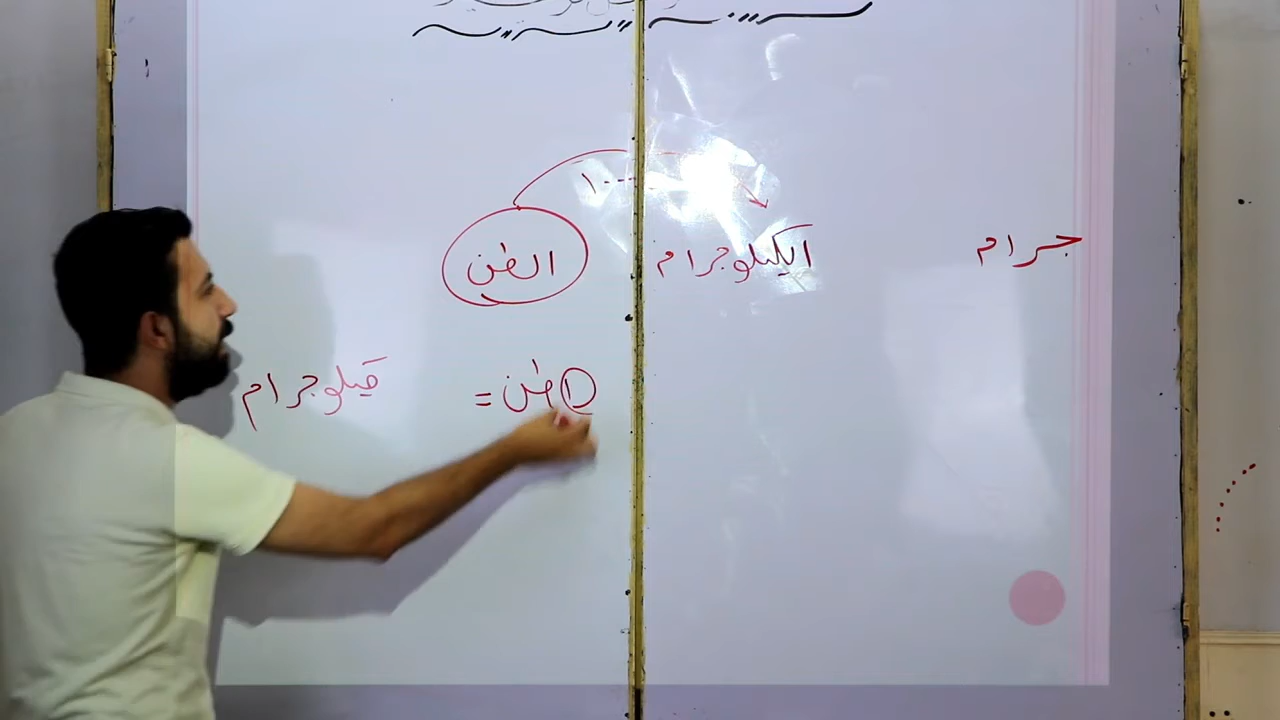 ١٠٠٠
جرام الكيلوجرام الطن
١ طن = كيلوجرام